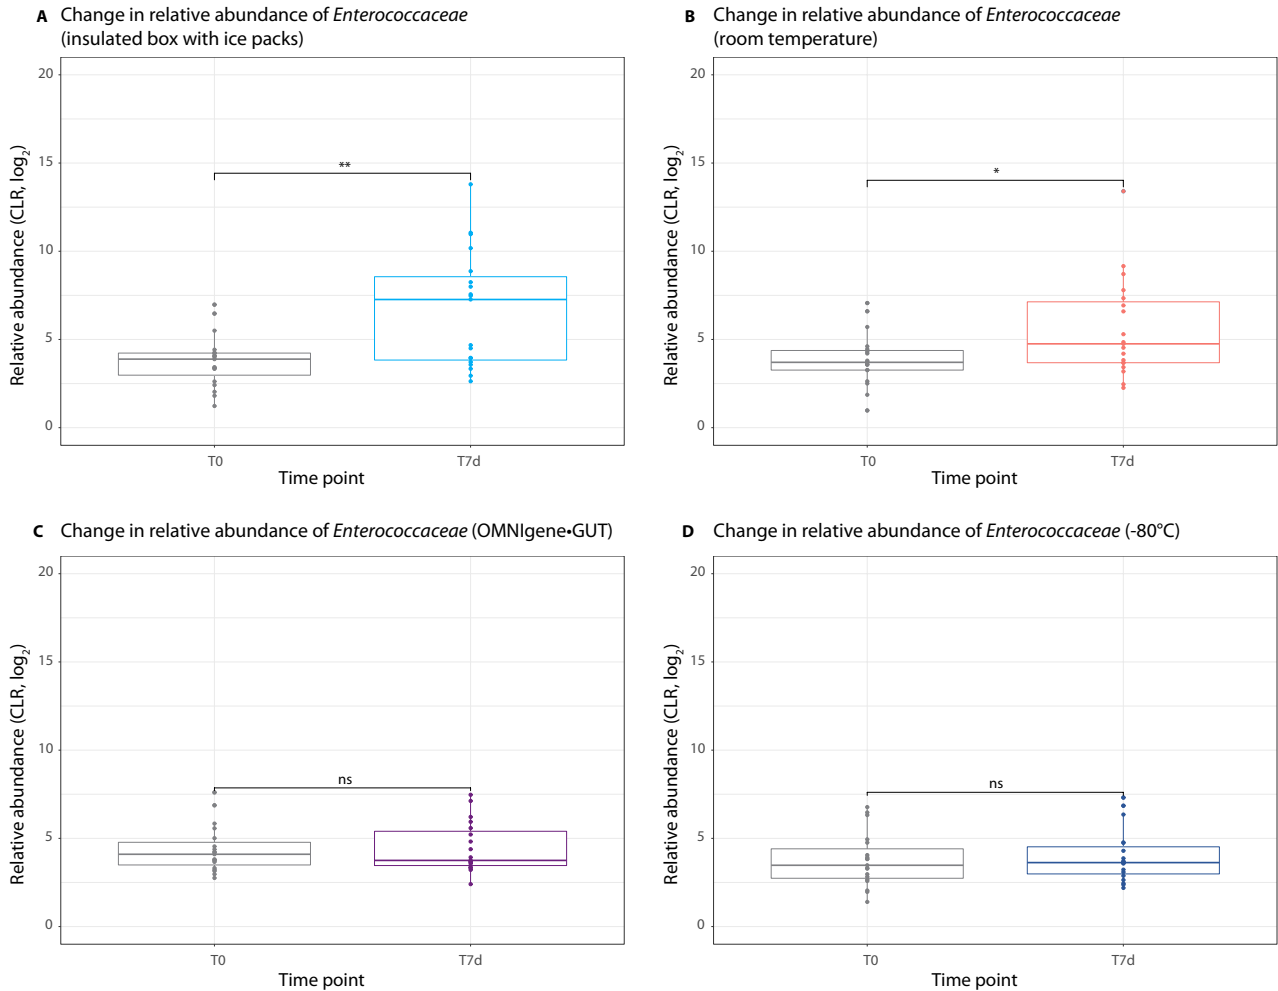 A Change in relative abundance of Enterococcaceae
(insulated box with ice packs)
20
15
10
5
0
Relative abundance (CLR, log₂)
**
T0
T7d
Time point
B Change in relative abundance of Enterococcaceae
(room temperature)
20
15
10
5
0
Relative abundance (CLR, log₂)
*
T0
T7d
Time point
C Change in relative abundance of Enterococcaceae (OMNIgene•GUT)
20
15
10
5
0
Relative abundance (CLR, log₂)
ns
T0
T7d
Time point
D Change in relative abundance of Enterococcaceae (-80°C)
20
15
10
5
0
Relative abundance (CLR, log₂)
ns
T0
T7d
Time point